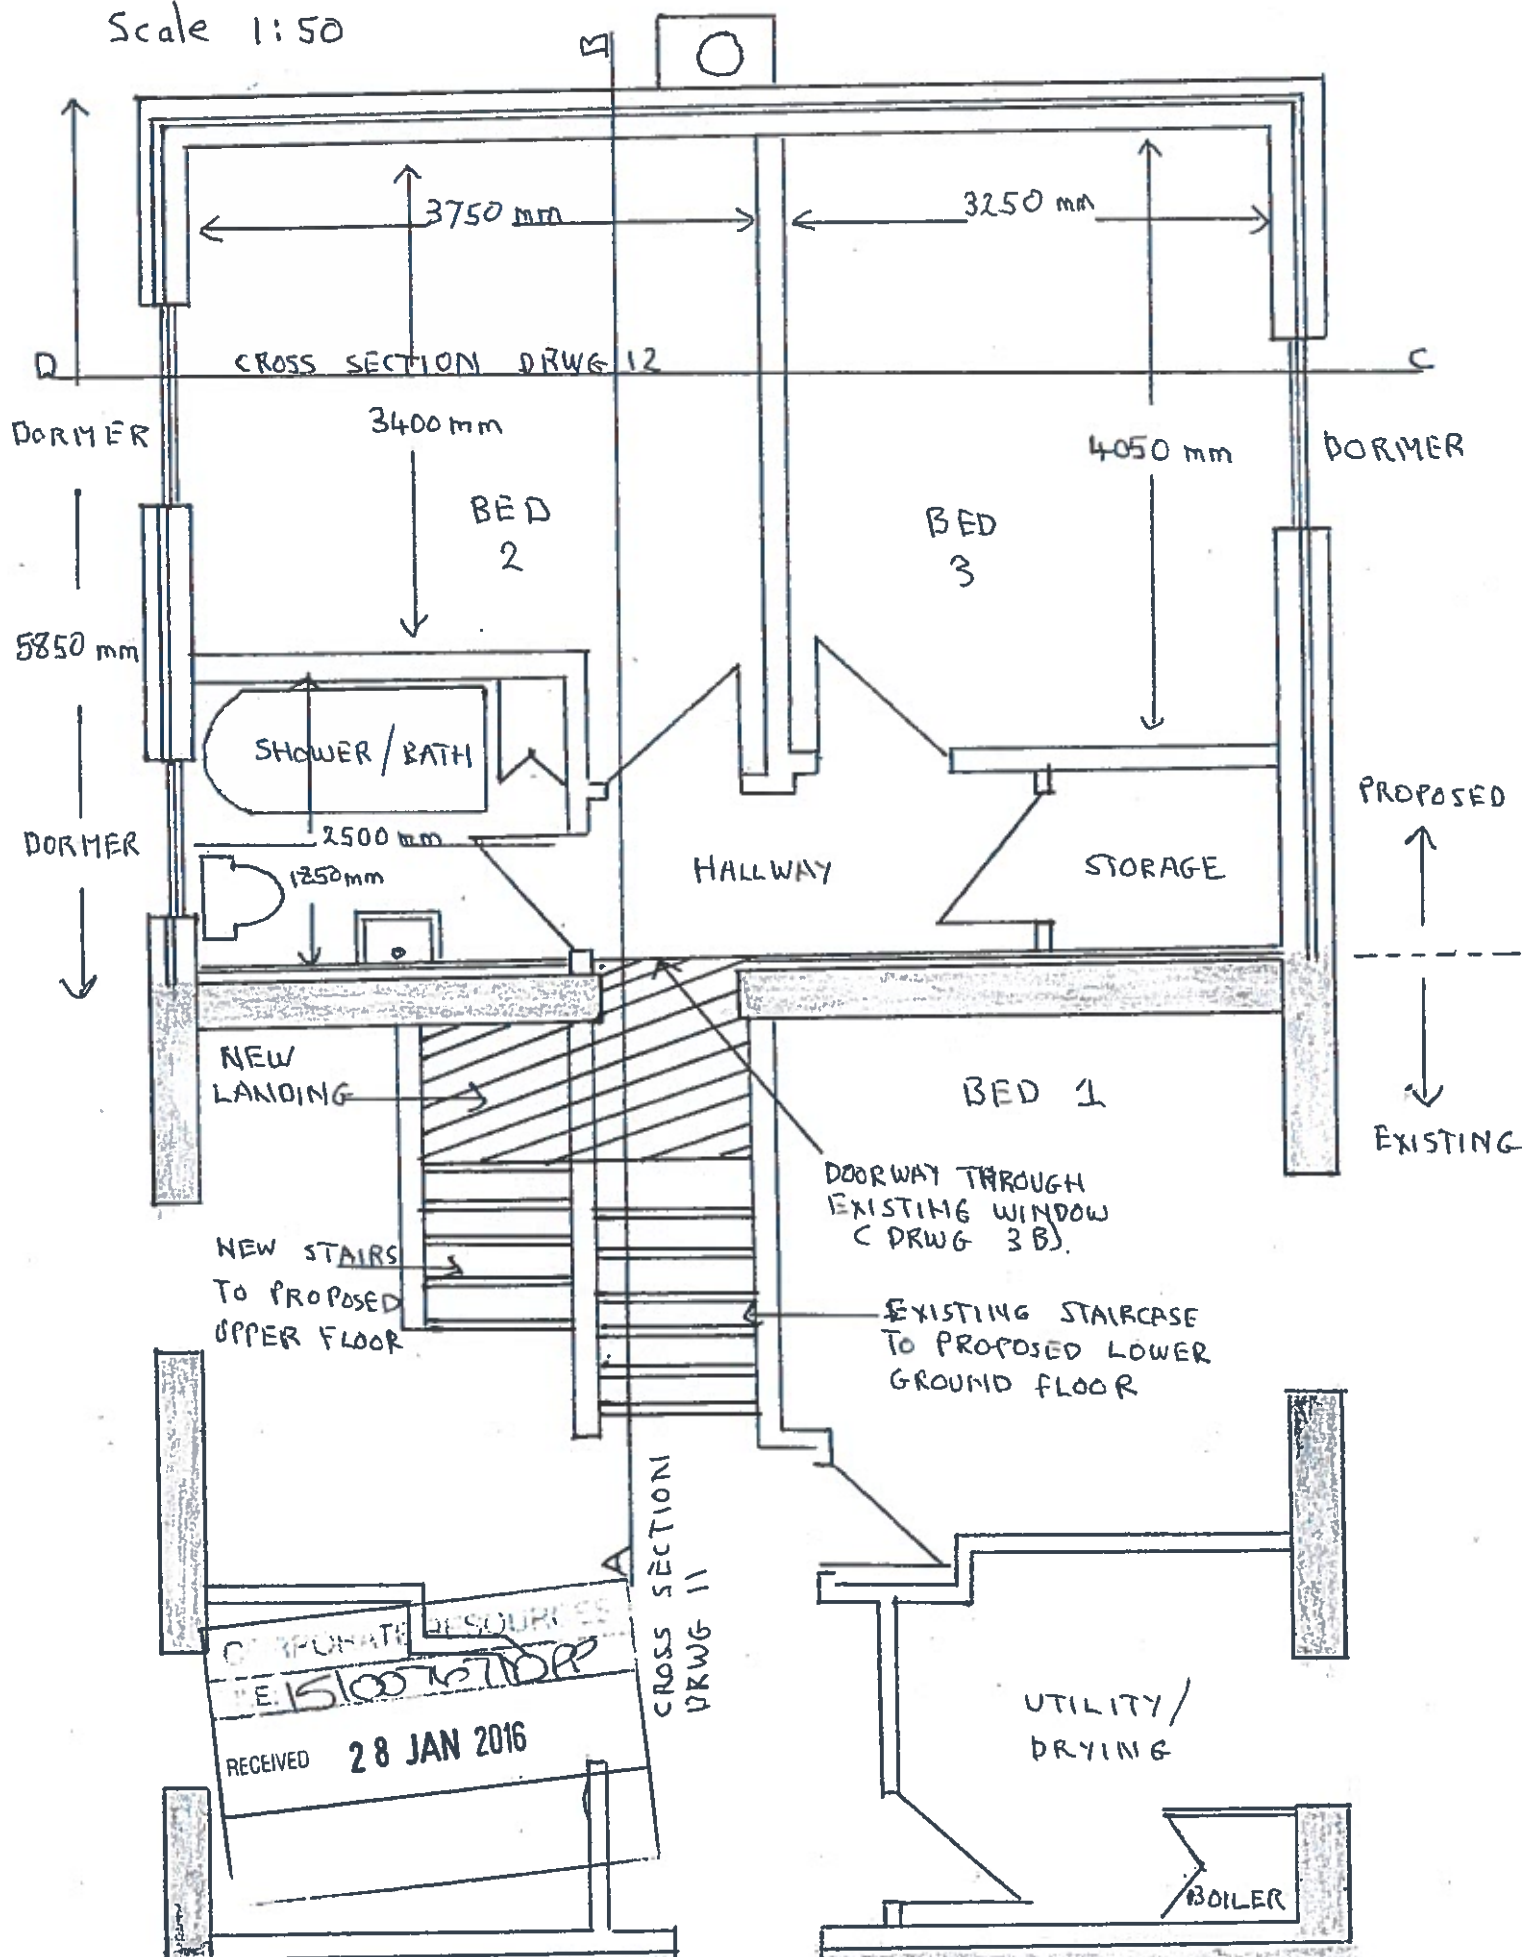 Scale 1:50
B
3750 mm
3250 mm
D
CROSS SECTION DRWG 12
C
DORMER
3400 mm
4050 mm
DORMER
BED
2
BED
3
5850 mm
SHOWER / BATH
PROPOSED
DORMER
2500 mm
1250mm
HALLWAY
STORAGE
NEW
LANDING
BED 1
EXISTING
DOORWAY THROUGH
EXISTING WINDOW
( DRWG 3B).
NEW STAIRS
TO PROPOSED
UPPER FLOOR
EXISTING STAIRCASE
TO PROPOSED LOWER
GROUND FLOOR
A
CROSS SECTION
DRWG 11
CORPORATE RESOURCES
RECEIVED 28 JAN 2016
UTILITY/
DRYING
BOILER